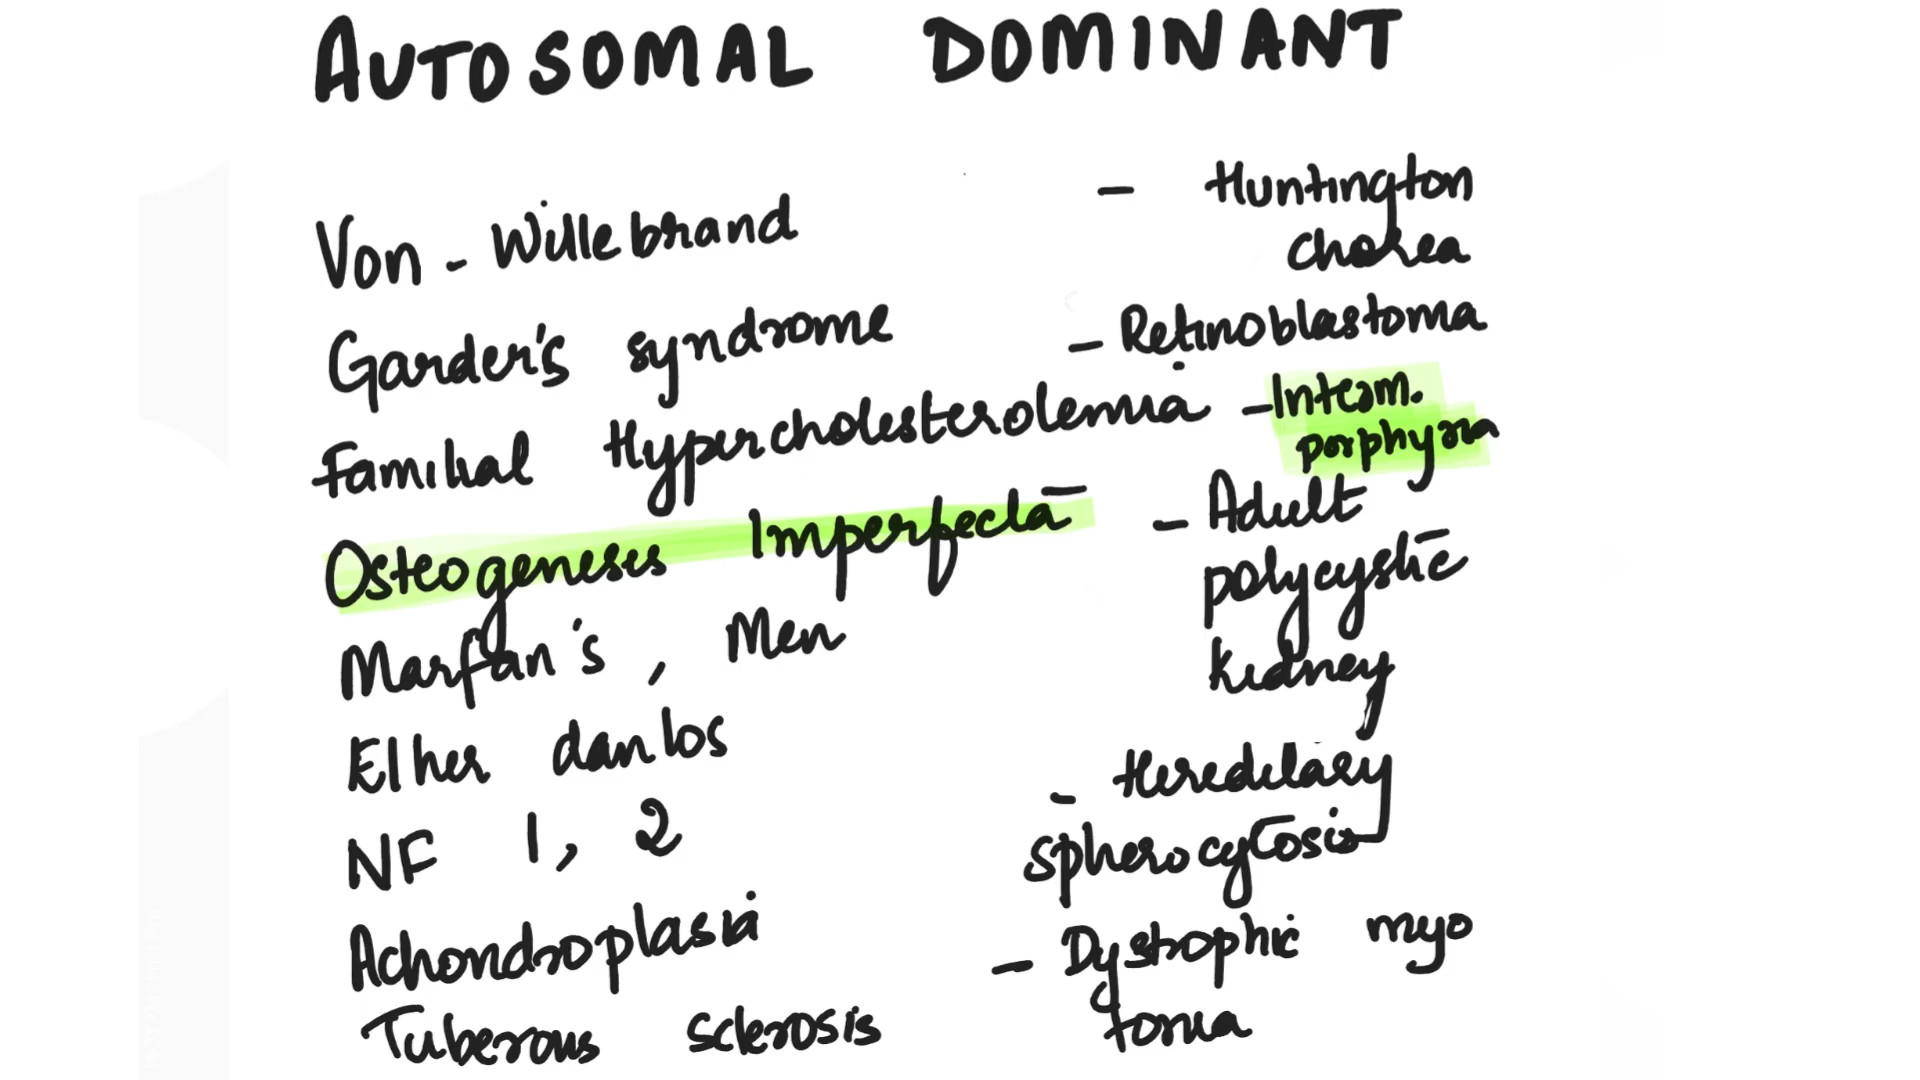 AUTOSOMAL DOMINANT
Von - Willebrand
Garder's syndrome
Familial Hypercholesterolemia
Osteogeneses Imperfecta
Marfan's, Men
Elher danlos
NF 1, 2
Achondroplasia
Tuberous sclerosis
- Huntington
chorea
- Retinoblastoma
- Interm.
porphyria
- Adult
polycystic
kidney
- Hereditary
spherocytosis
- Dystrophic myo
tonia